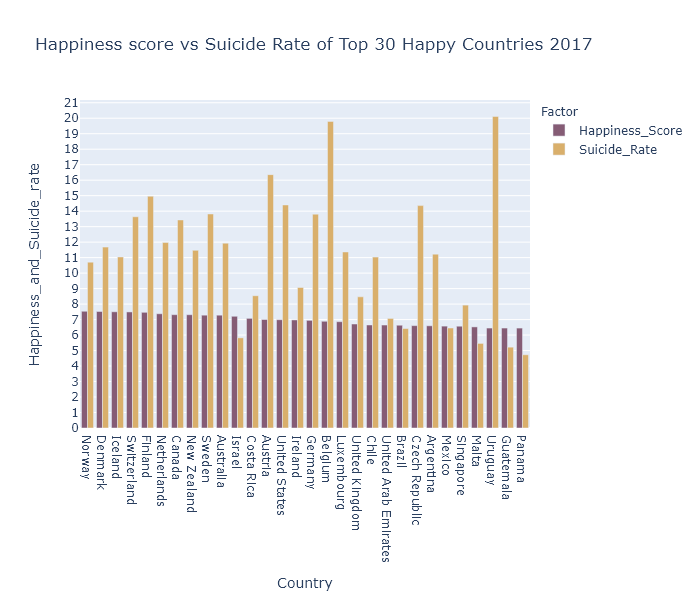 Happiness score vs Suicide Rate of Top 30 Happy Countries 2017
Factor
Happiness_Score
Suicide_Rate
Happiness_and_Suicide_rate
21
20
19
18
17
16
15
14
13
12
11
10
9
8
7
6
5
4
3
2
1
0
Norway
Denmark
Iceland
Switzerland
Finland
Netherlands
Canada
New Zealand
Sweden
Australia
Israel
Costa Rica
Austria
United States
Ireland
Germany
Belgium
Luxembourg
United Kingdom
Chile
United Arab Emirates
Brazil
Czech Republic
Argentina
Mexico
Singapore
Malta
Uruguay
Guatemala
Panama
Country